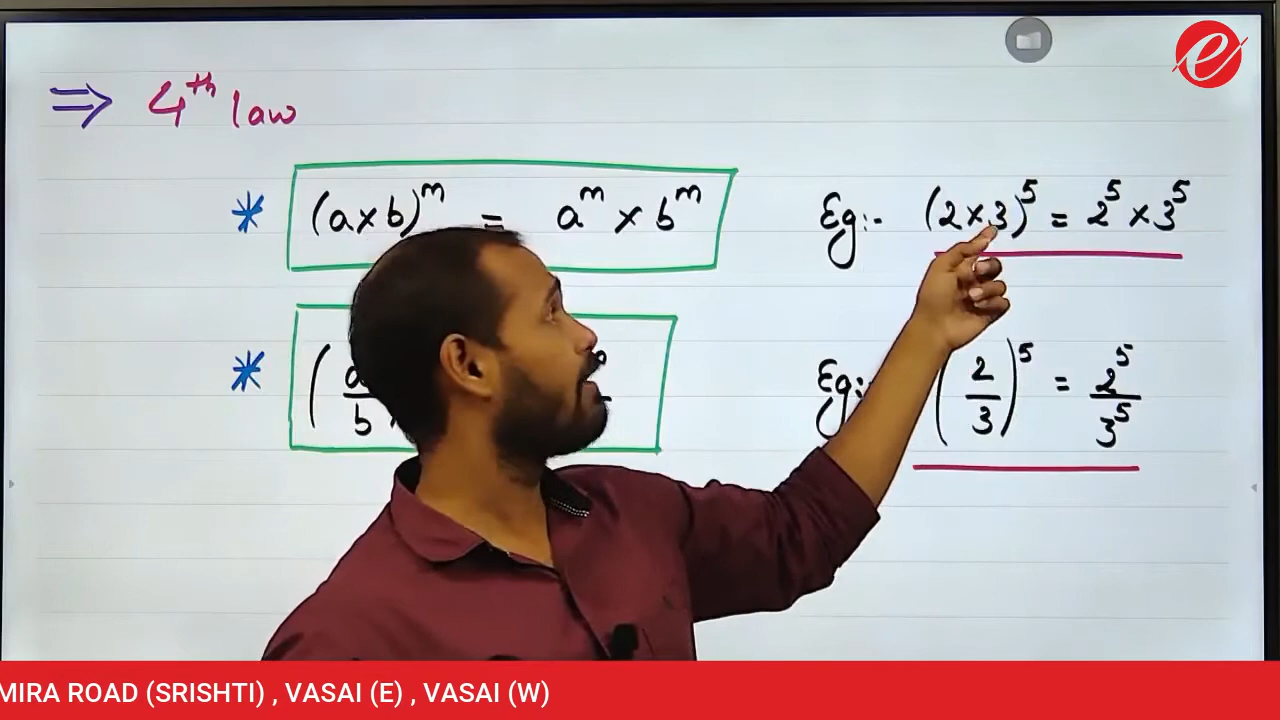 ⇒ 4th law
* (a×b)^m = a^m × b^m Eg:- (2×3)^5 = 2^5 × 3^5
* (a/b Eg:- (2/3)^5 = 2^5/3^5
MIRA ROAD (SRISHTI) , VASAI (E) , VASAI (W)